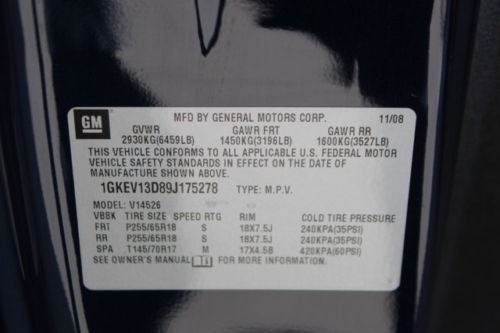 GM
MFD BY GENERAL MOTORS CORP. 11/08
GVWR GAWR FRT GAWR RR
2930KG(6459LB) 1450KG(3196LB) 1600KG(3527LB)
THIS VEHICLE CONFORMS TO ALL APPLICABLE U.S. FEDERAL MOTOR
VEHICLE SAFETY STANDARDS IN EFFECT ON THE DATE OF
MANUFACTURE SHOWN ABOVE.
1GKEV13D89J175278 TYPE: M.P.V.
MODEL: V14526
VBBK TIRE SIZE SPEED RTG RIM COLD TIRE PRESSURE
FRT P255/65R18 S 18X7.5J 240KPA(35PSI)
RR P255/65R18 S 18X7.5J 240KPA(35PSI)
SPA T145/70R17 M 17X4.5B 420KPA(60PSI)
SEE OWNER'S MANUAL